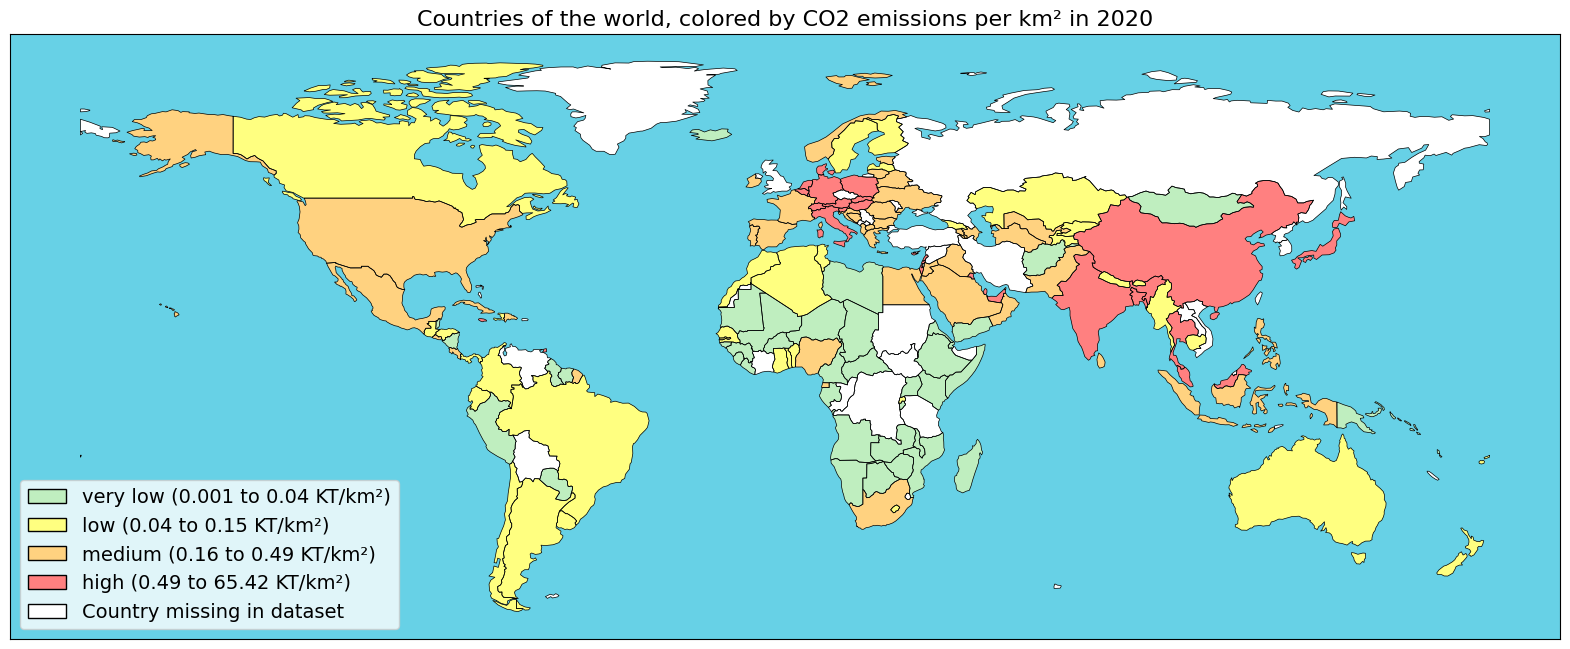 Countries of the world, colored by CO2 emissions per km² in 2020
very low (0.001 to 0.04 KT/km²)
low (0.04 to 0.15 KT/km²)
medium (0.16 to 0.49 KT/km²)
high (0.49 to 65.42 KT/km²)
Country missing in dataset